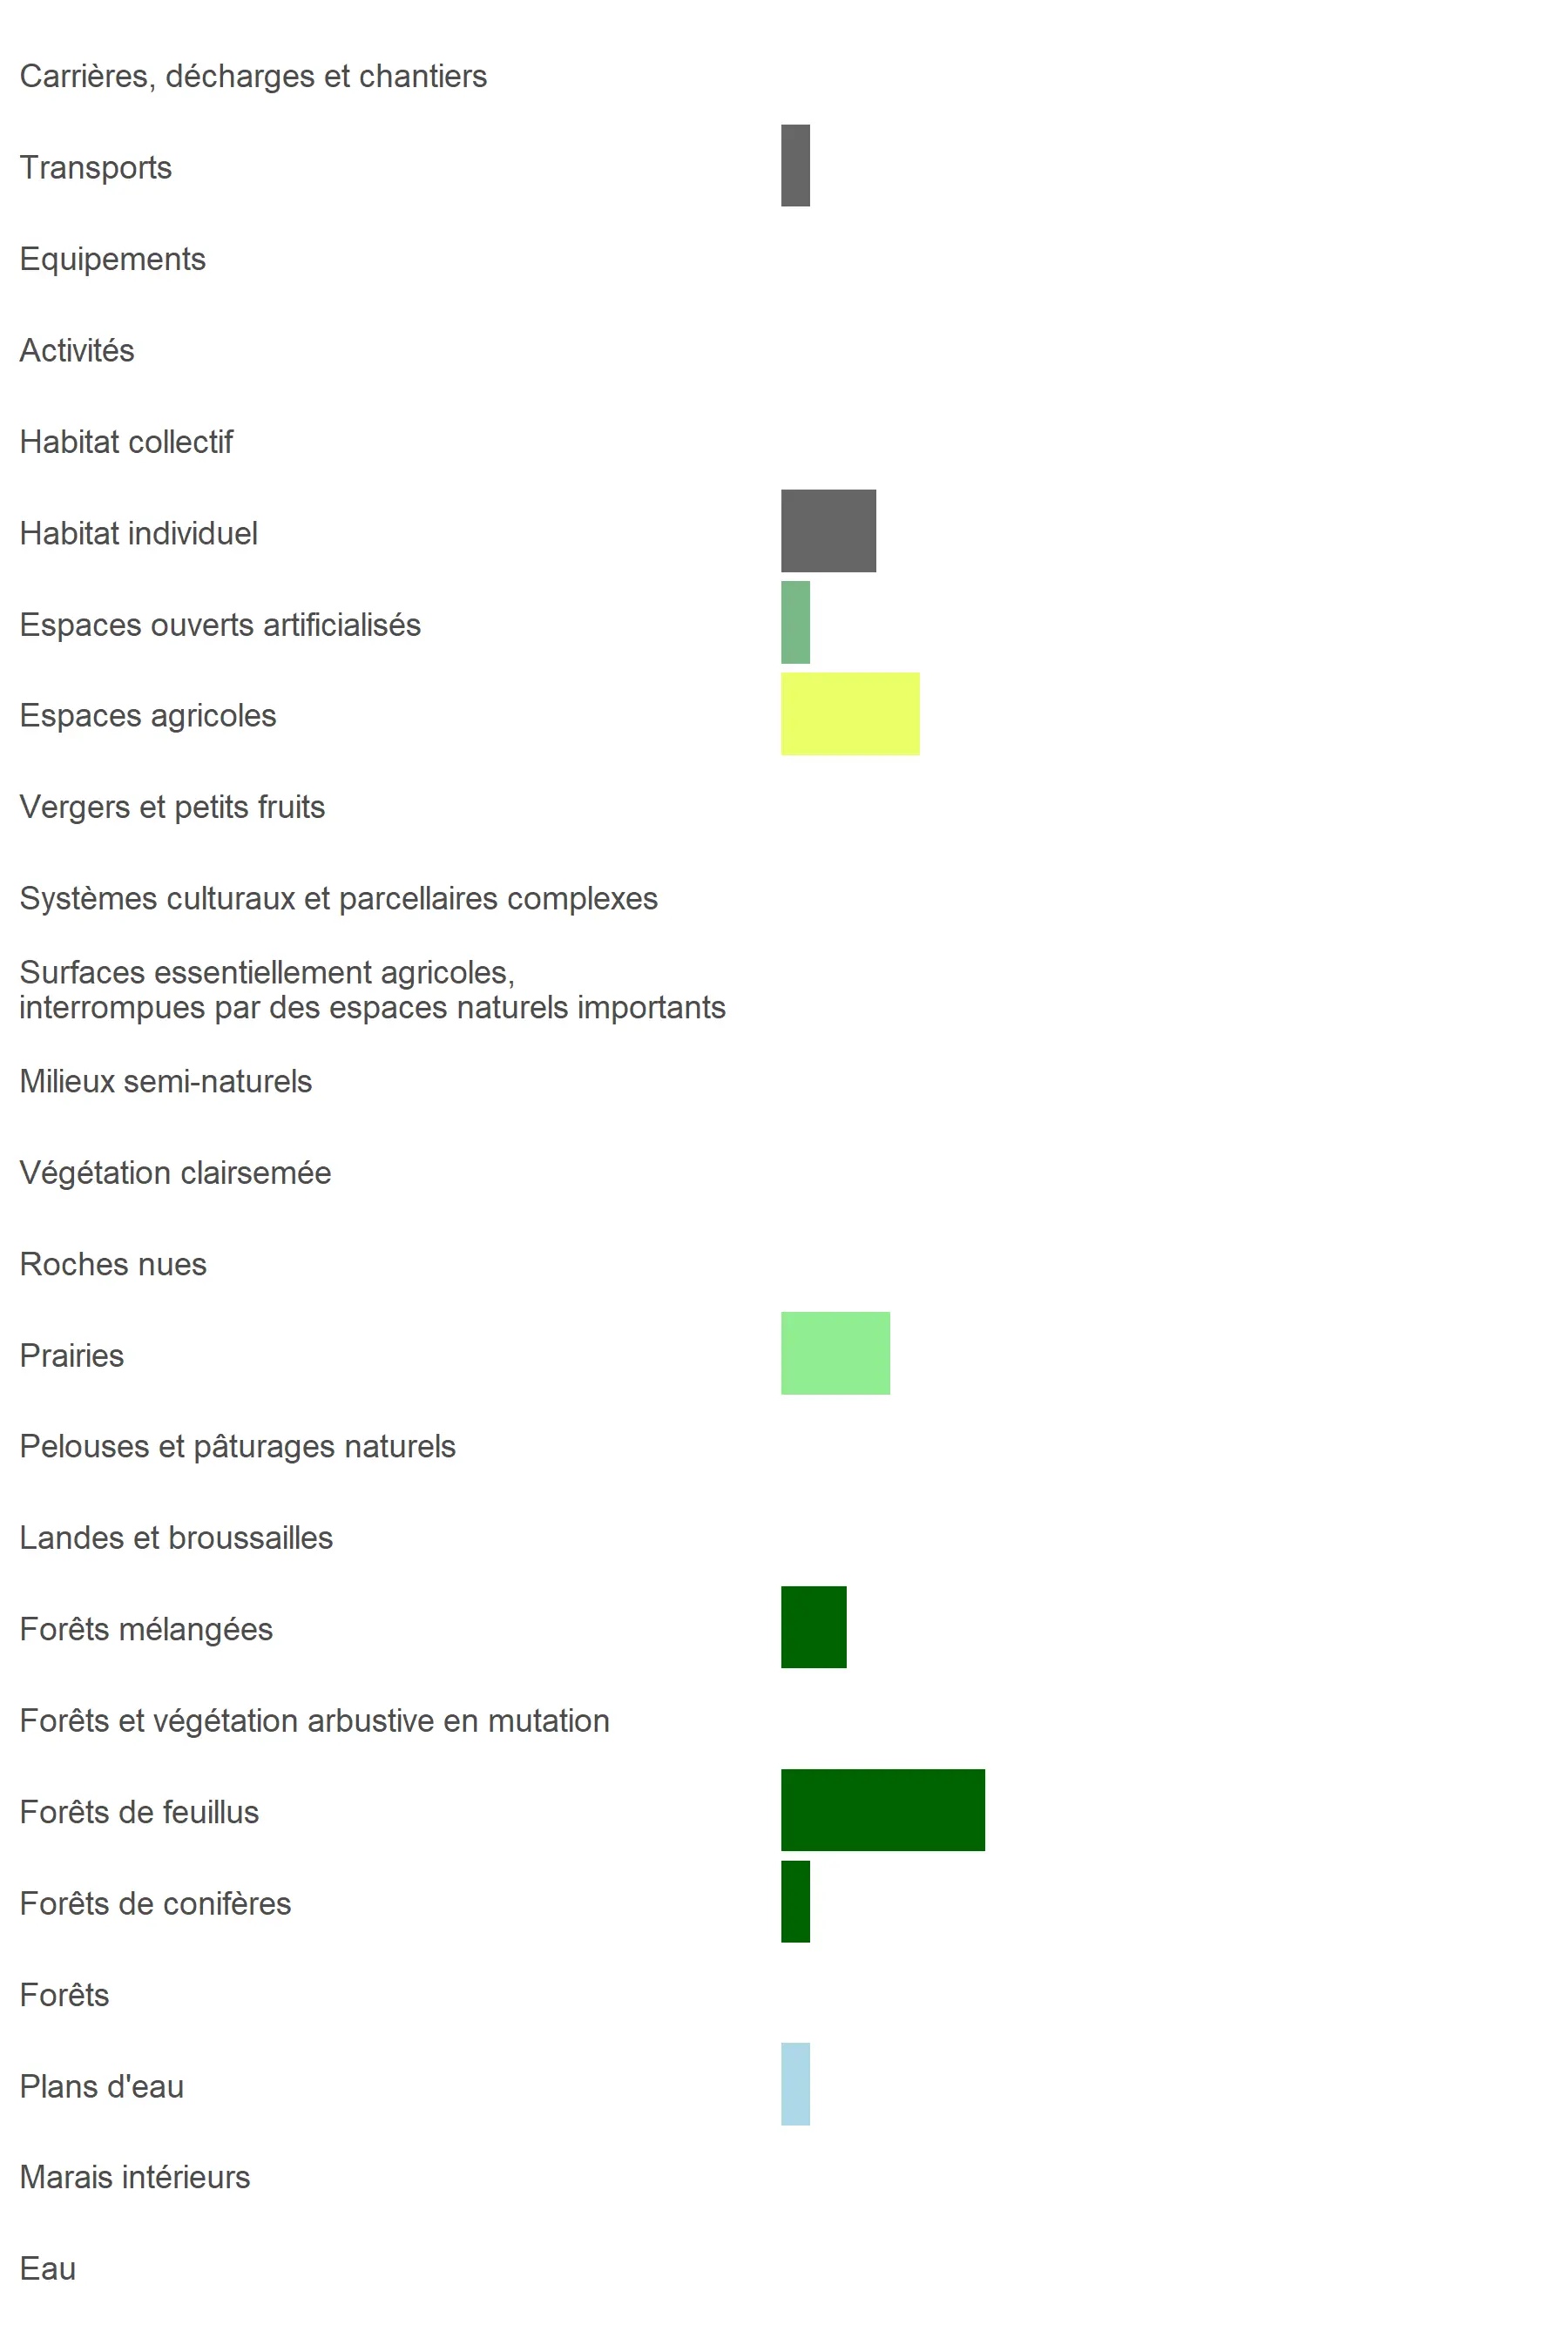 Carrières, décharges et chantiers
Transports
Equipements
Activités
Habitat collectif
Habitat individuel
Espaces ouverts artificialisés
Espaces agricoles
Vergers et petits fruits
Systèmes culturaux et parcellaires complexes
Surfaces essentiellement agricoles,
interrompues par des espaces naturels importants
Milieux semi-naturels
Végétation clairsemée
Roches nues
Prairies
Pelouses et pâturages naturels
Landes et broussailles
Forêts mélangées
Forêts et végétation arbustive en mutation
Forêts de feuillus
Forêts de conifères
Forêts
Plans d'eau
Marais intérieurs
Eau